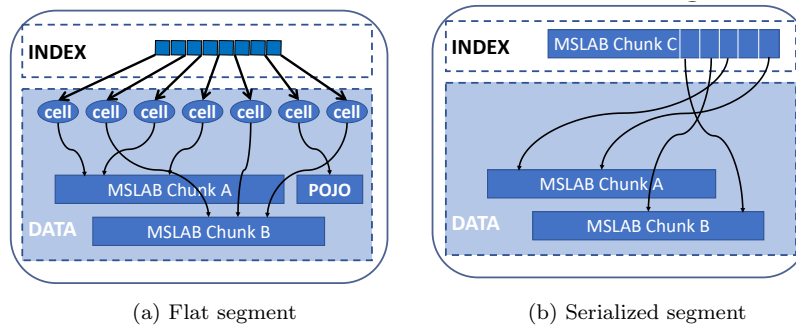 INDEX
cell cell cell cell cell cell cell
MSLAB Chunk A
POJO
DATA
MSLAB Chunk B
(a) Flat segment
INDEX
MSLAB Chunk C
MSLAB Chunk A
DATA
MSLAB Chunk B
(b) Serialized segment